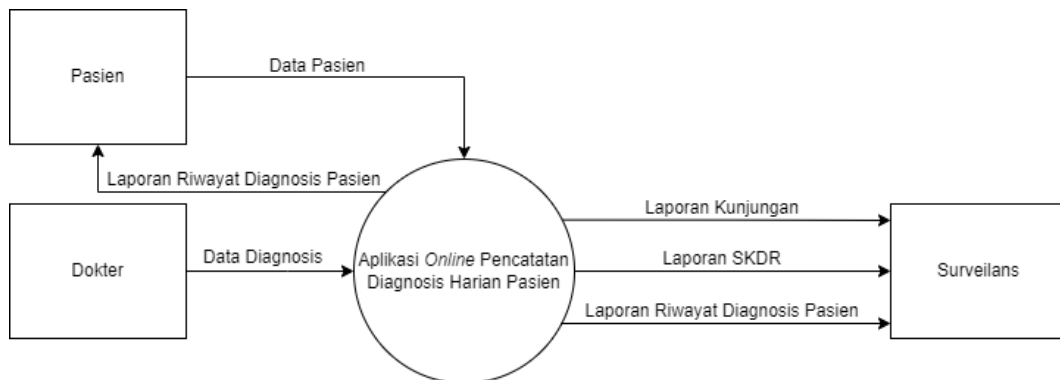 Pasien
Data Pasien
Laporan Riwayat Diagnosis Pasien
Dokter
Data Diagnosis
Aplikasi Online Pencatatan
Diagnosis Harian Pasien
Laporan Kunjungan
Laporan SKDR
Laporan Riwayat Diagnosis Pasien
Surveilans